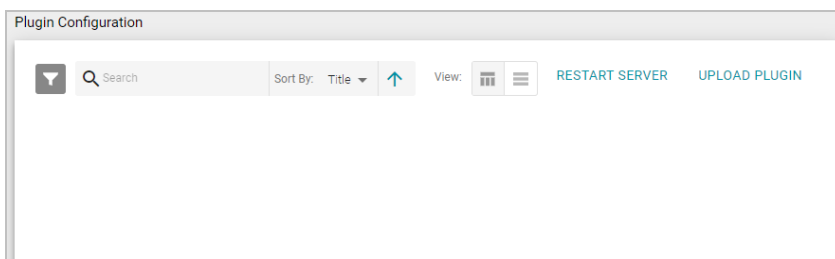 Plugin Configuration
Search Sort By: Title View: RESTART SERVER UPLOAD PLUGIN